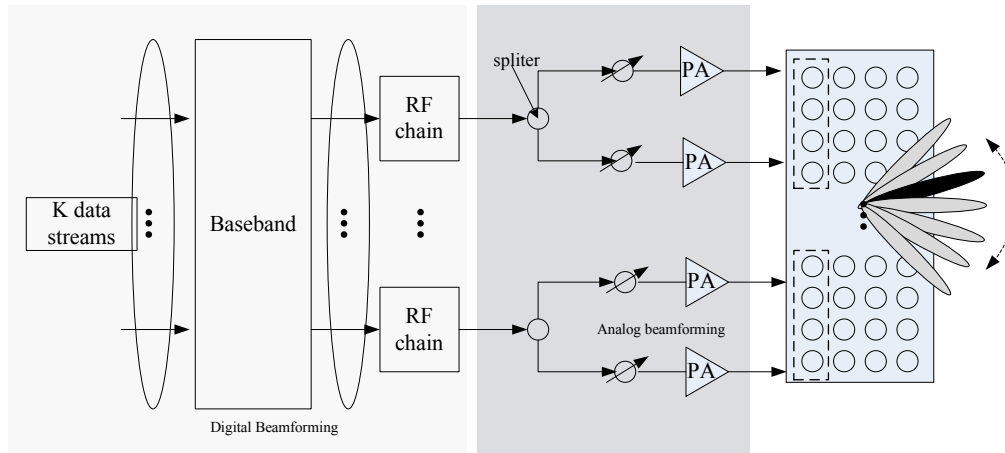 spliter
PA
RF
chain
PA
K data
streams
Baseband
RF
chain
PA
Analog beamforming
PA
Digital Beamforming